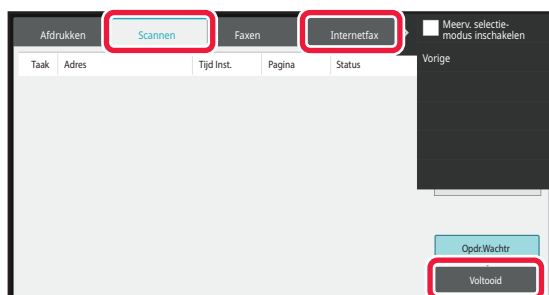 Afdrukken Scannen Faxen Internetfax
Meerv. selectie-
modus inschakelen
Taak Adres Tijd Inst. Pagina Status
Vorige
Opdr.Wachtr
Voltooid